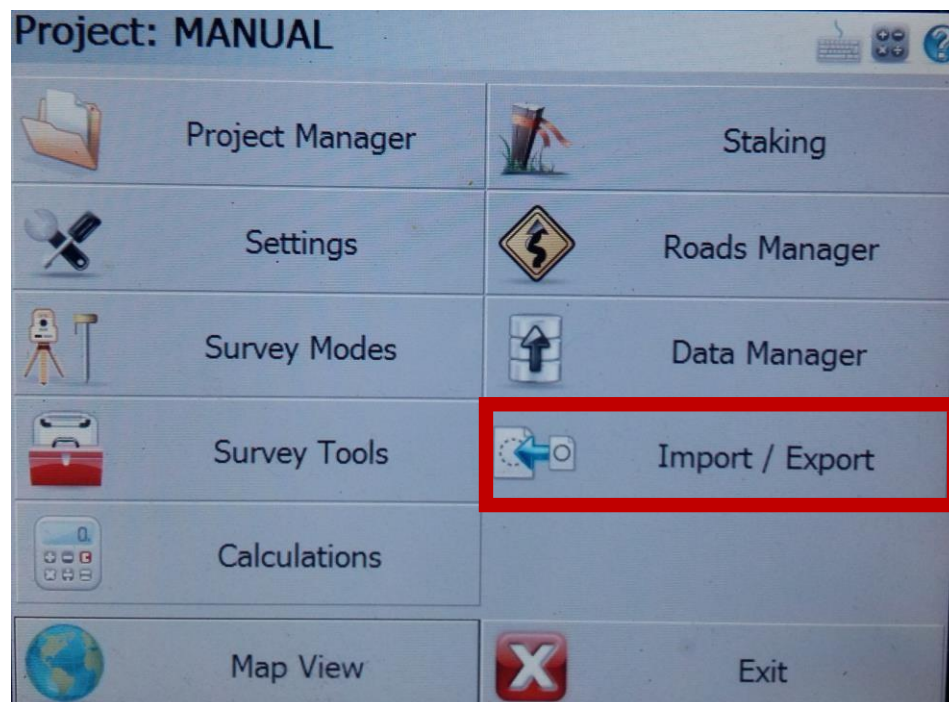 Project: MANUAL
Project Manager
Staking
Settings
Roads Manager
Survey Modes
Data Manager
Survey Tools
Import / Export
0.
Calculations
Map View
Exit